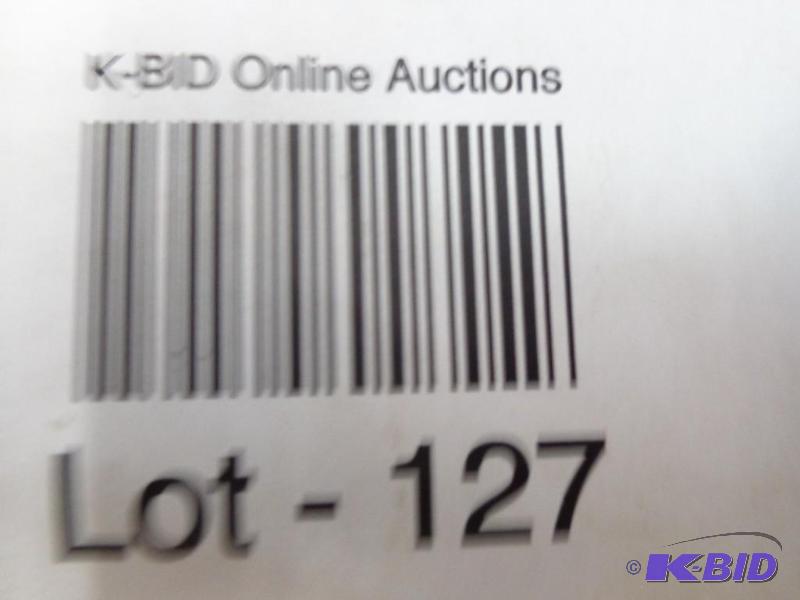 K-BID Online Auctions
Lot - 127
© K-BID